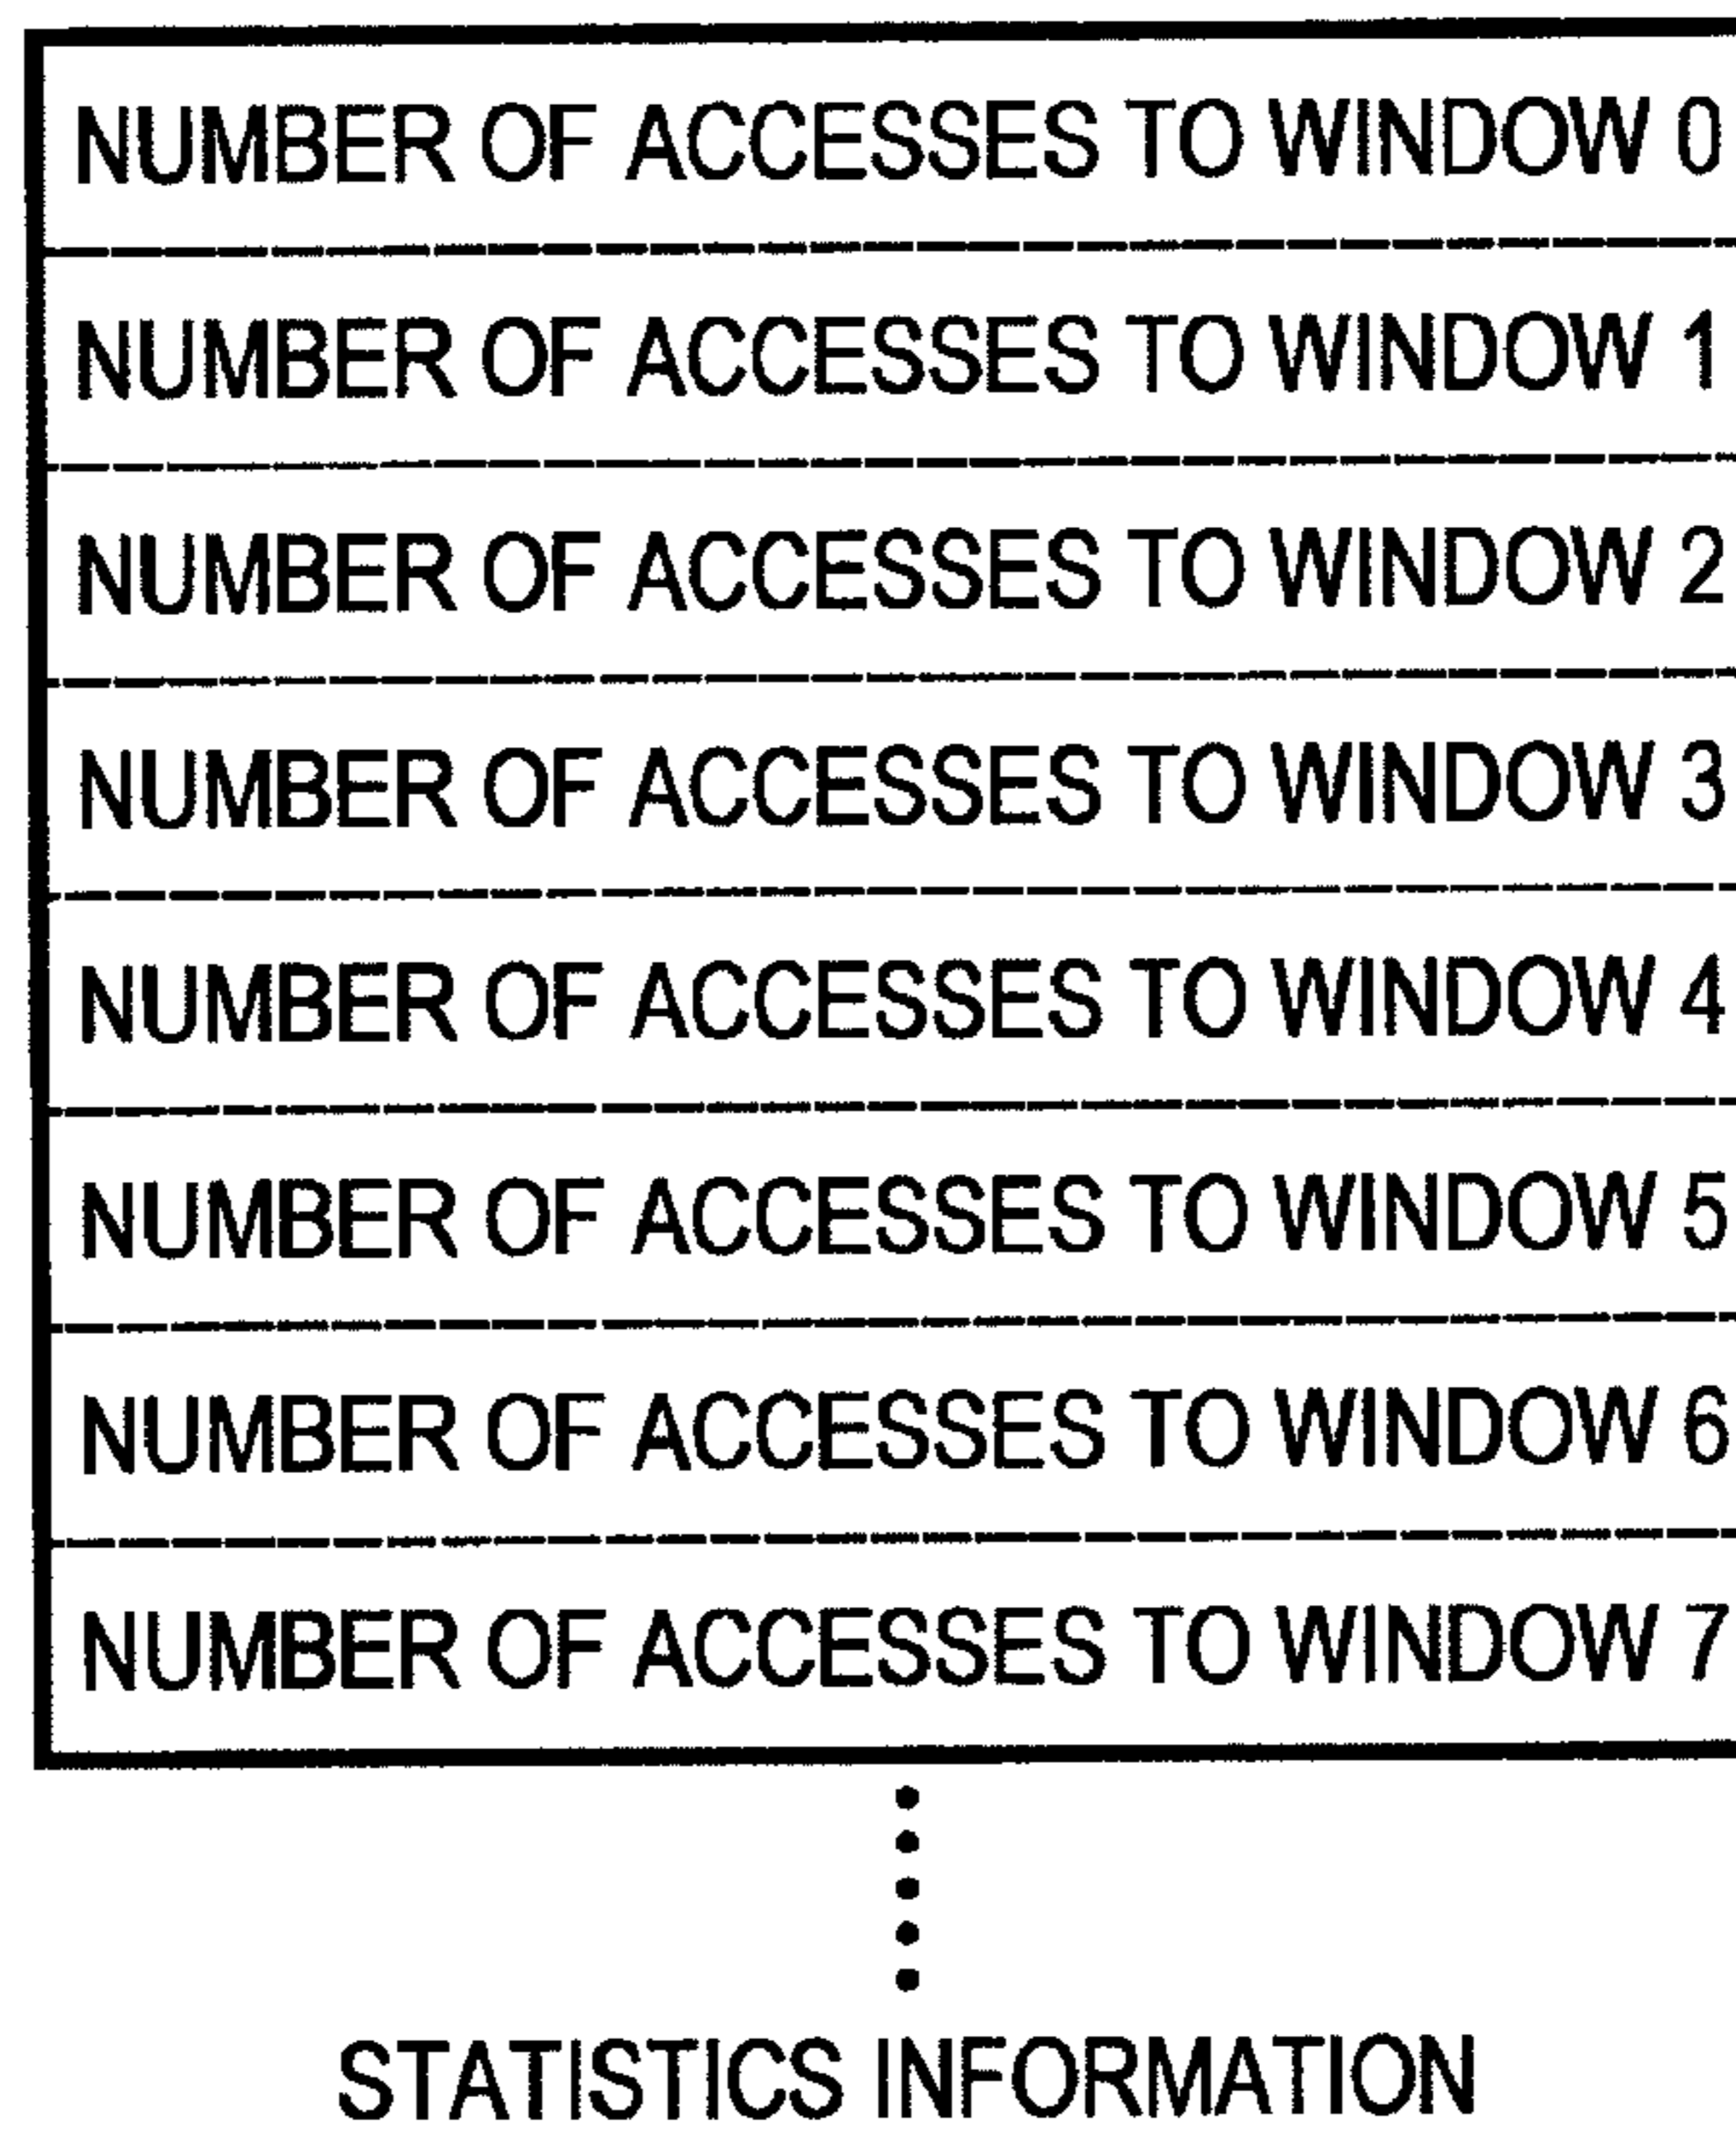 NUMBER OF ACCESSES TO WINDOW 0
NUMBER OF ACCESSES TO WINDOW 1
NUMBER OF ACCESSES TO WINDOW 2
NUMBER OF ACCESSES TO WINDOW 3
NUMBER OF ACCESSES TO WINDOW 4
NUMBER OF ACCESSES TO WINDOW 5
NUMBER OF ACCESSES TO WINDOW 6
NUMBER OF ACCESSES TO WINDOW 7
STATISTICS INFORMATION